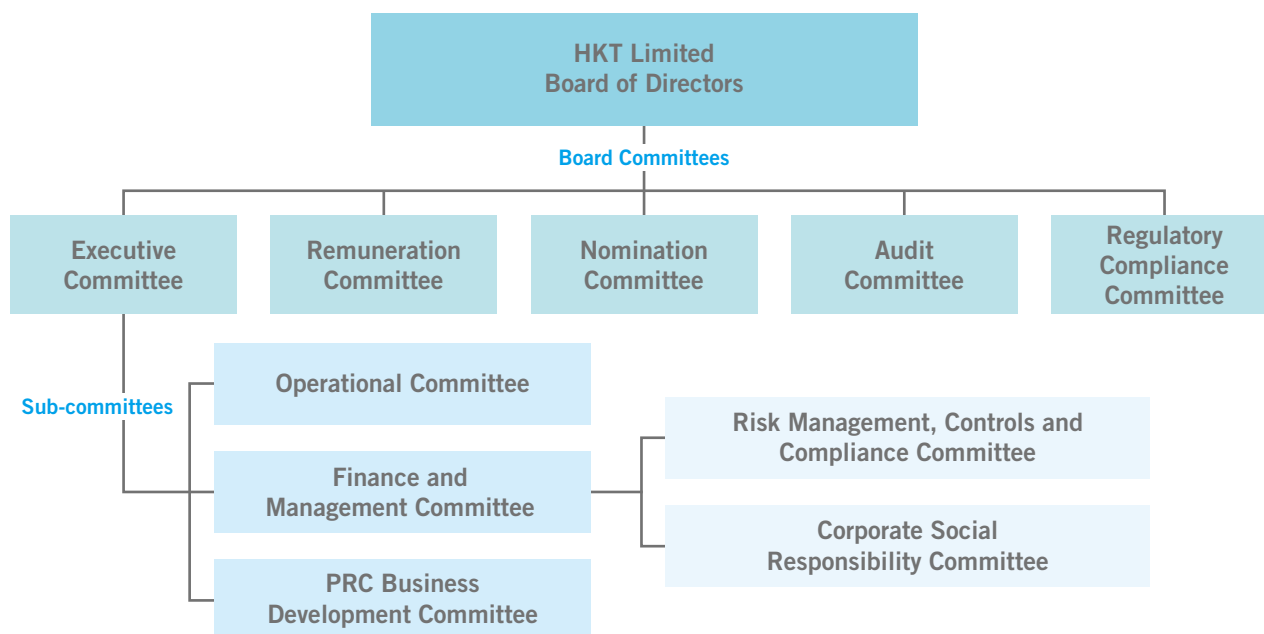 HKT Limited
Board of Directors
Board Committees
Executive
Committee
Remuneration
Committee
Nomination
Committee
Audit
Committee
Regulatory
Compliance
Committee
Sub-committees
Operational Committee
Finance and
Management Committee
PRC Business
Development Committee
Risk Management, Controls and
Compliance Committee
Corporate Social
Responsibility Committee